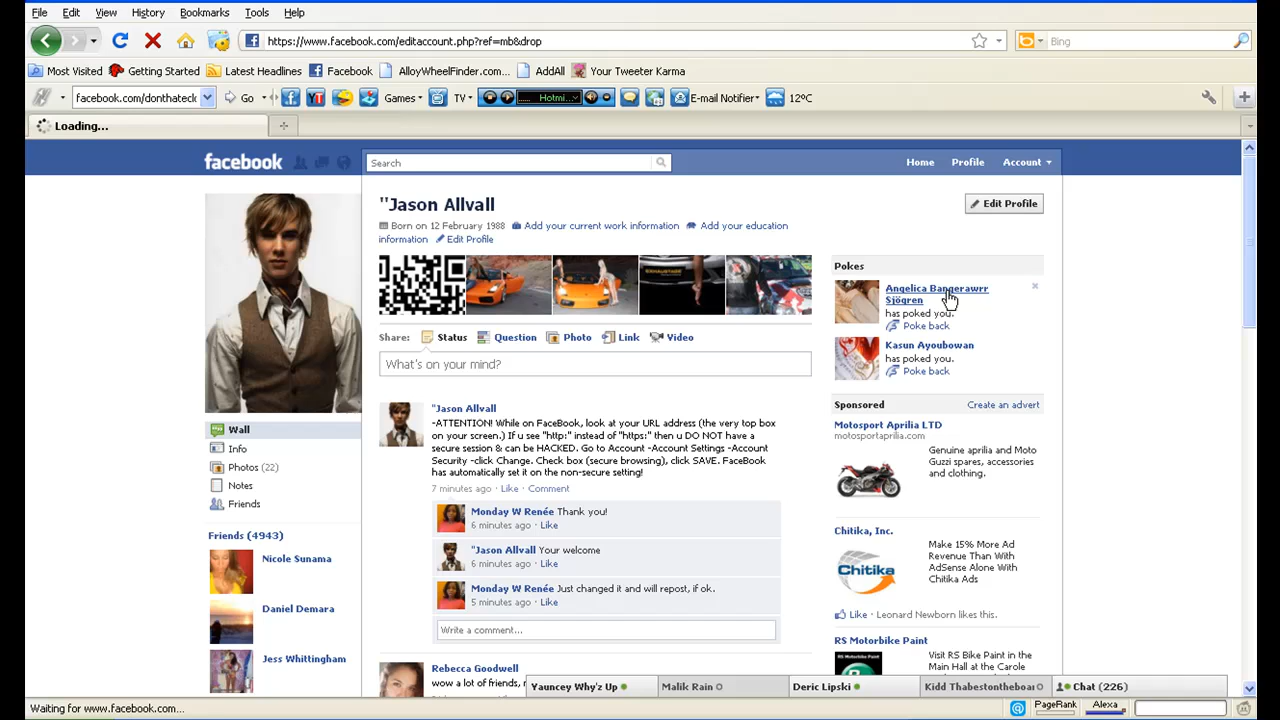 File Edit View History Bookmarks Tools Help
https://www.facebook.com/editaccount.php?ref=mb&drop
Bing
Most Visited Getting Started Latest Headlines Facebook AlloyWheelFinder.com... AddAll Your Tweeter Karma
facebook.com/donthateclk Go Games TV Hotmi... E-mail Notifier 12°C
Loading...
facebook Search Home Profile Account
"Jason Allvall
Edit Profile
Born on 12 February 1988 Add your current work information Add your education
information Edit Profile
Share: Status Question Photo Link Video
What's on your mind?
"Jason Allvall
-ATTENTION! While on FaceBook, look at your URL address (the very top box
on your screen.) If u see "http:" instead of "https:" then u DO NOT have a
secure session & can be HACKED. Go to Account -Account Settings -Account
Security -click Change. Check box (secure browsing), click SAVE. FaceBook
has automatically set it on the non-secure setting!
7 minutes ago · Like · Comment
Monday W Renée Thank you!
6 minutes ago · Like
"Jason Allvall Your welcome
6 minutes ago · Like
Monday W Renée Just changed it and will repost, if ok.
5 minutes ago · Like
Write a comment...
Rebecca Goodwell
wow a lot of friends,
Wall
Info
Photos (22)
Notes
Friends
Friends (4943)
Nicole Sunama
Daniel Demara
Jess Whittingham
Pokes
Angelica Bangerawrr
Sjögren
has poked you.
Poke back
Kasun Ayoubowan
has poked you.
Poke back
Sponsored Create an advert
Motosport Aprilia LTD
motosportaprilia.com
Genuine aprilia and Moto
Guzzi spares, accessories
and clothing.
Chitika, Inc.
Make 15% More Ad
Revenue Than With
AdSense Alone With
Chitika Ads
Chitika
Like · Leonard Newborn likes this.
RS Motorbike Paint
RS Motorbike Paint
Visit RS Bike Paint in the
Main Hall at the Carole
Yauncey Why'z Up Malik Rain Deric Lipski Kidd Thabestontheboar Chat (226)
Waiting for www.facebook.com... PageRank Alexa